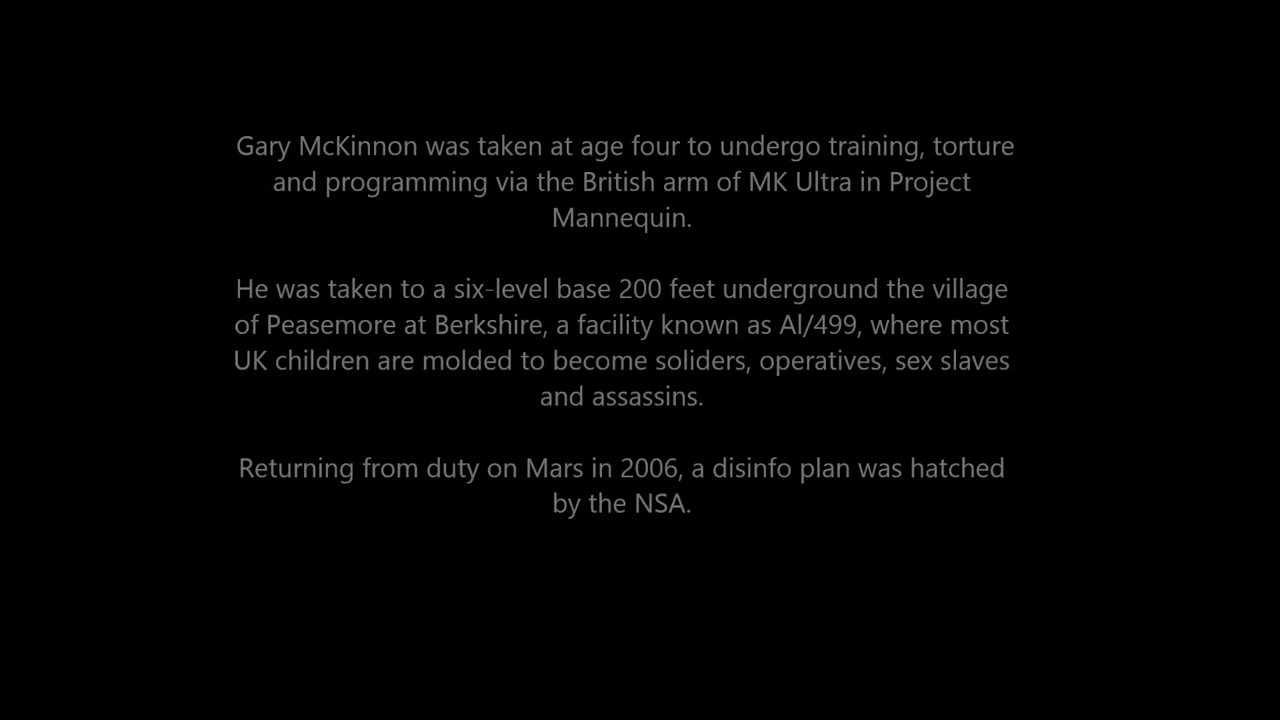 Gary McKinnon was taken at age four to undergo training, torture
and programming via the British arm of MK Ultra in Project
Mannequin.
He was taken to a six-level base 200 feet underground the village
of Peasemore at Berkshire, a facility known as Al/499, where most
UK children are molded to become soliders, operatives, sex slaves
and assassins.
Returning from duty on Mars in 2006, a disinfo plan was hatched
by the NSA.